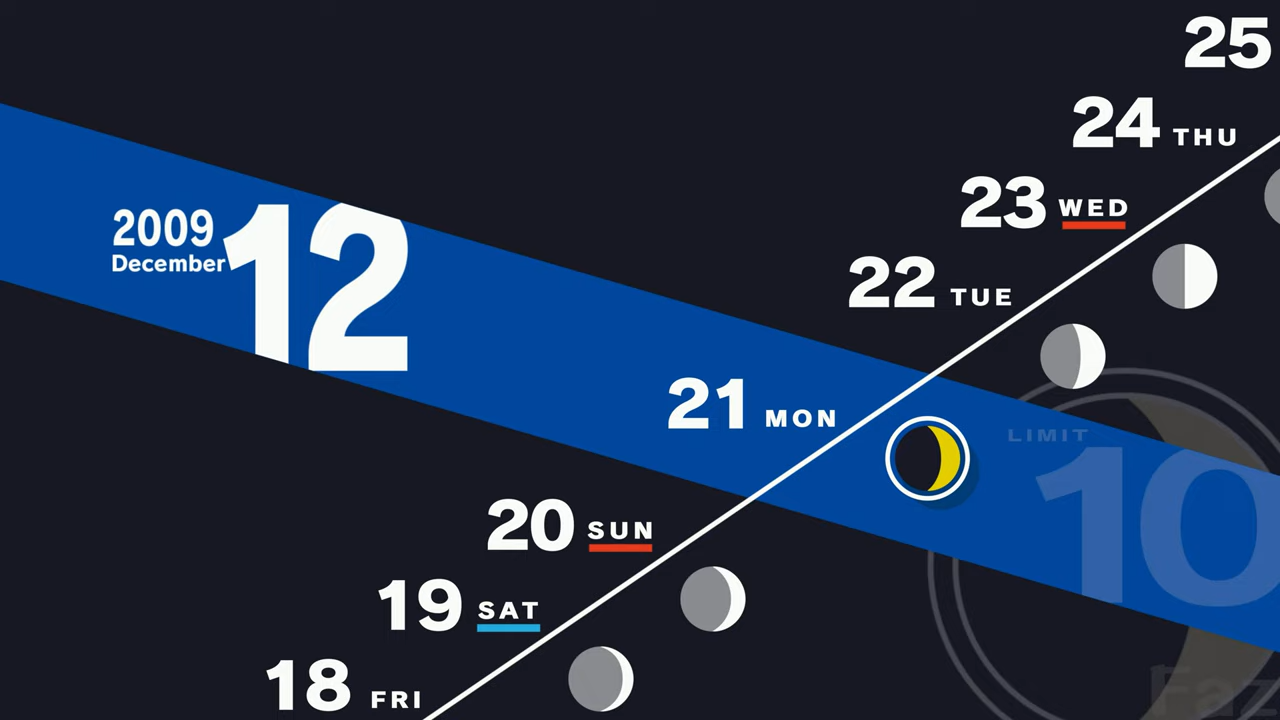 25
24 THU
23 WED
2009
December
12
22 TUE
21 MON
LIMIT
10
20 SUN
19 SAT
18 FRI